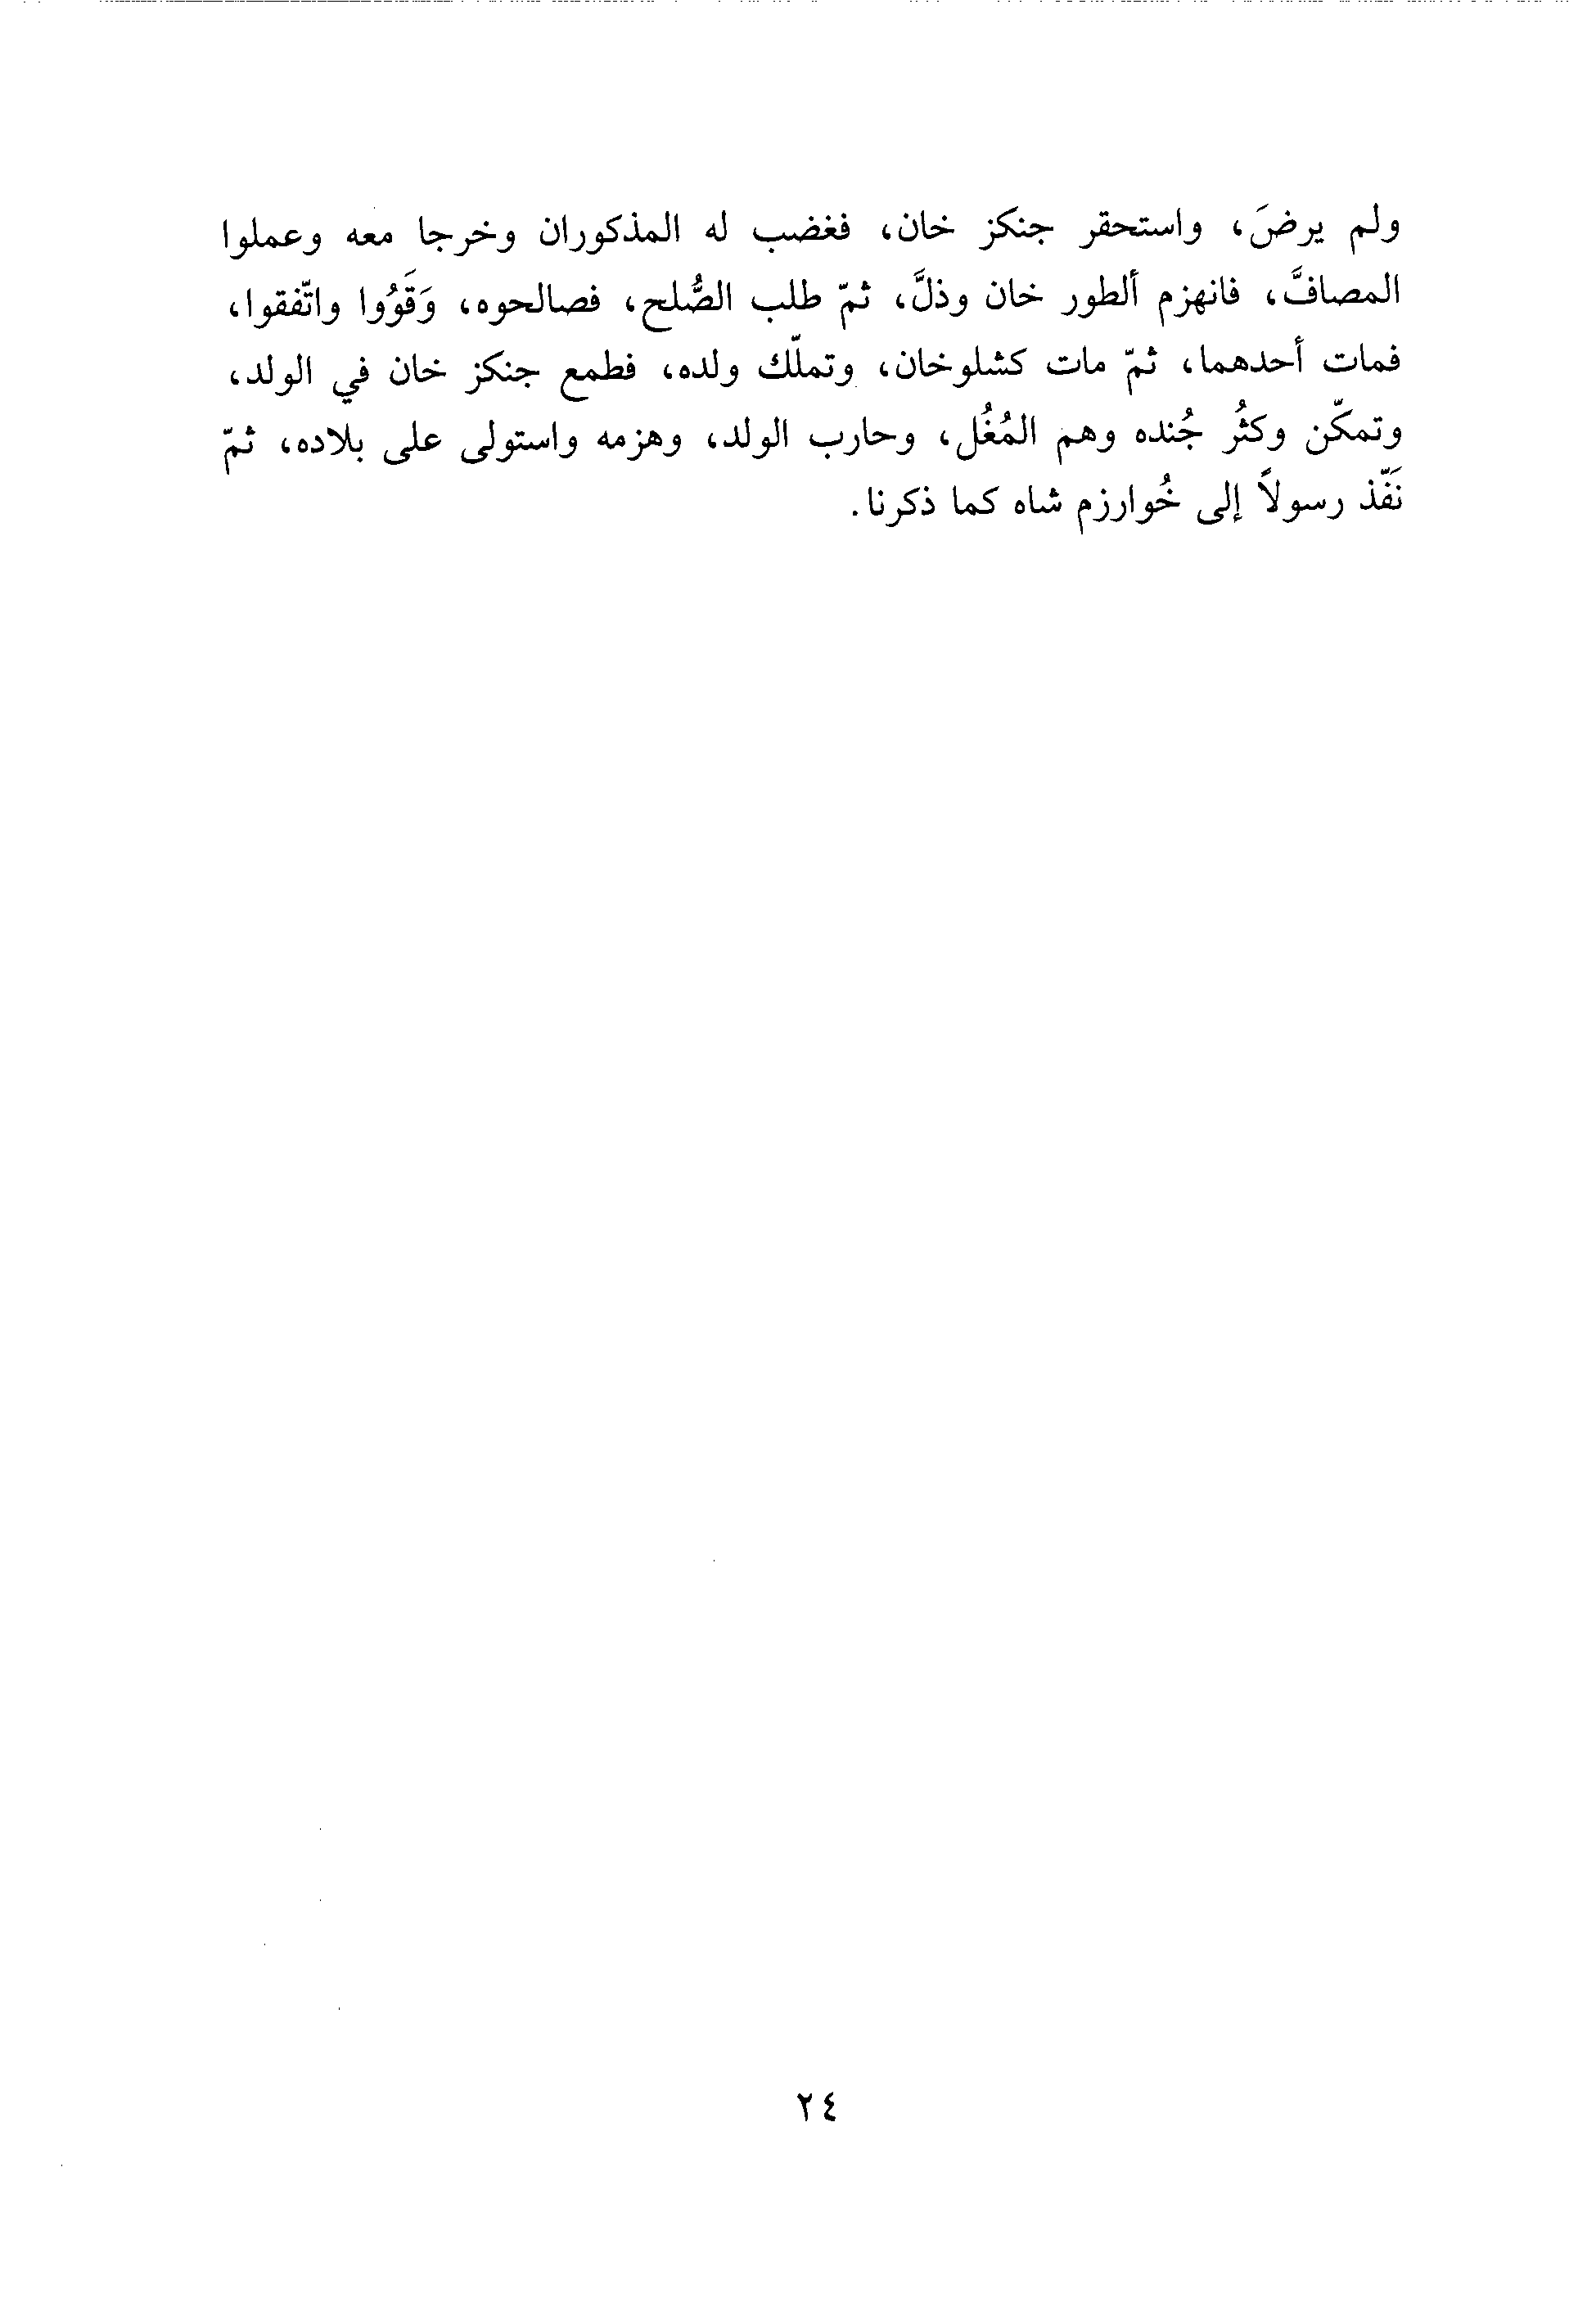 ولم يرضَ، واستحقر جنكز خان، فغضب له المذكوران وخرجا معه وعملوا
المصافَّ، فانهزم ألطور خان وذلَّ، ثمّ طلب الصُّلح، فصالحوه، وَقَووُوا واتّفقوا،
فمات أحدهما، ثمّ مات كشلوخان، وتملّك ولده، فطمع جنكز خان في الولد،
وتمكّن وكثُر جُنده وهم المُغُل، وحارب الولد، وهزمه واستولى على بلاده، ثمّ
نَفّذ رسولاً إلى خُوارزم شاه كما ذكرنا.
٢٤